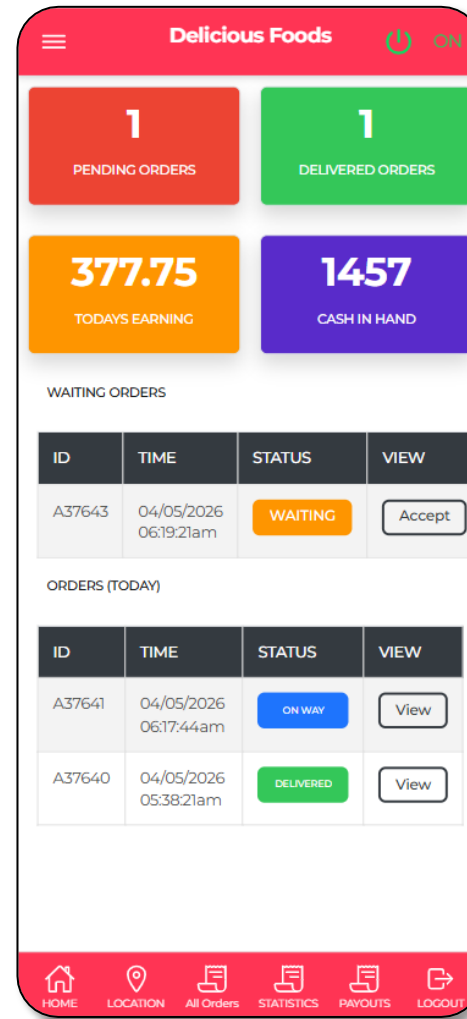 Delicious Foods ON
1 1
PENDING ORDERS DELIVERED ORDERS
377.75 1457
TODAYS EARNING CASH IN HAND
WAITING ORDERS
ID TIME STATUS VIEW
A37643 04/05/2026 06:19:21am WAITING Accept
ORDERS (TODAY)
ID TIME STATUS VIEW
A37641 04/05/2026 06:17:44am ON WAY View
A37640 04/05/2026 05:38:21am DELIVERED View
HOME LOCATION All Orders STATISTICS PAYOUTS LOGOUT